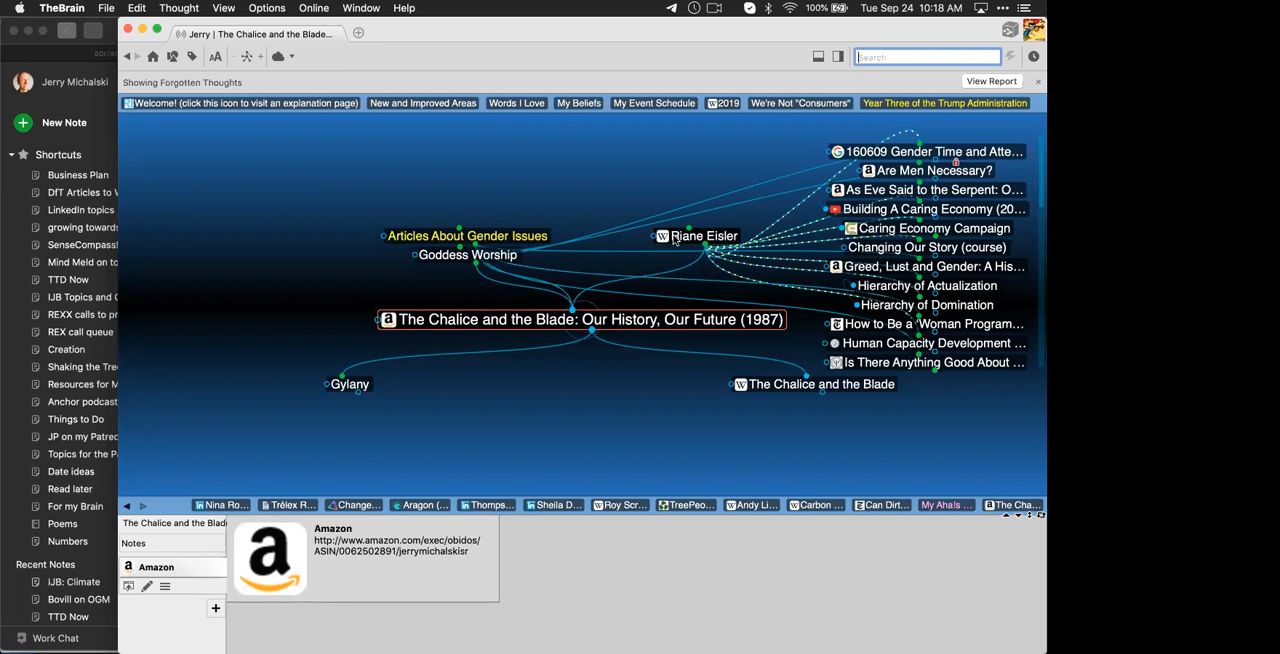 TheBrain File Edit Thought View Options Online Window Help
100% Tue Sep 24 10:18 AM
Jerry | The Chalice and the Blade...
Search
Showing Forgotten Thoughts
View Report
Welcome! (click this icon to visit an explanation page) New and Improved Areas Words I Love My Beliefs My Event Schedule 2019 We're Not "Consumers" Year Three of the Trump Administration
Jerry Michalski
New Note
Shortcuts
Business Plan
DfT Articles to W
LinkedIn topics
growing towards
SenseCompass!
Mind Meld on to
TTD Now
IJB Topics and C
REXX calls to pr
REX call queue
Creation
Shaking the Tree
Resources for M
Anchor podcast
Things to Do
JP on my Patreo
Topics for the P
Date ideas
Read later
For my Brain
Poems
Numbers
Recent Notes
IJB: Climate
Bovill on OGM
TTD Now
Work Chat
Articles About Gender Issues
Goddess Worship
Riane Eisler
160609 Gender Time and Atte...
Are Men Necessary?
As Eve Said to the Serpent: O...
Building A Caring Economy (20...
Caring Economy Campaign
Changing Our Story (course)
Greed, Lust and Gender: A His...
Hierarchy of Actualization
Hierarchy of Domination
How to Be a 'Woman Program...
Human Capacity Development ...
Is There Anything Good About ...
The Chalice and the Blade: Our History, Our Future (1987)
Gylany
The Chalice and the Blade
Nina Ro... Trélex R... Change... Aragon (... Thomps... Sheila D... Roy Scr... TreePeo... Andy Li... Carbon ... Can Dirt... My Ahas ... The Cha...
The Chalice and the Blad
Notes
Amazon
Amazon
http://www.amazon.com/exec/obidos/
ASIN/0062502891/jerrymichalskisr